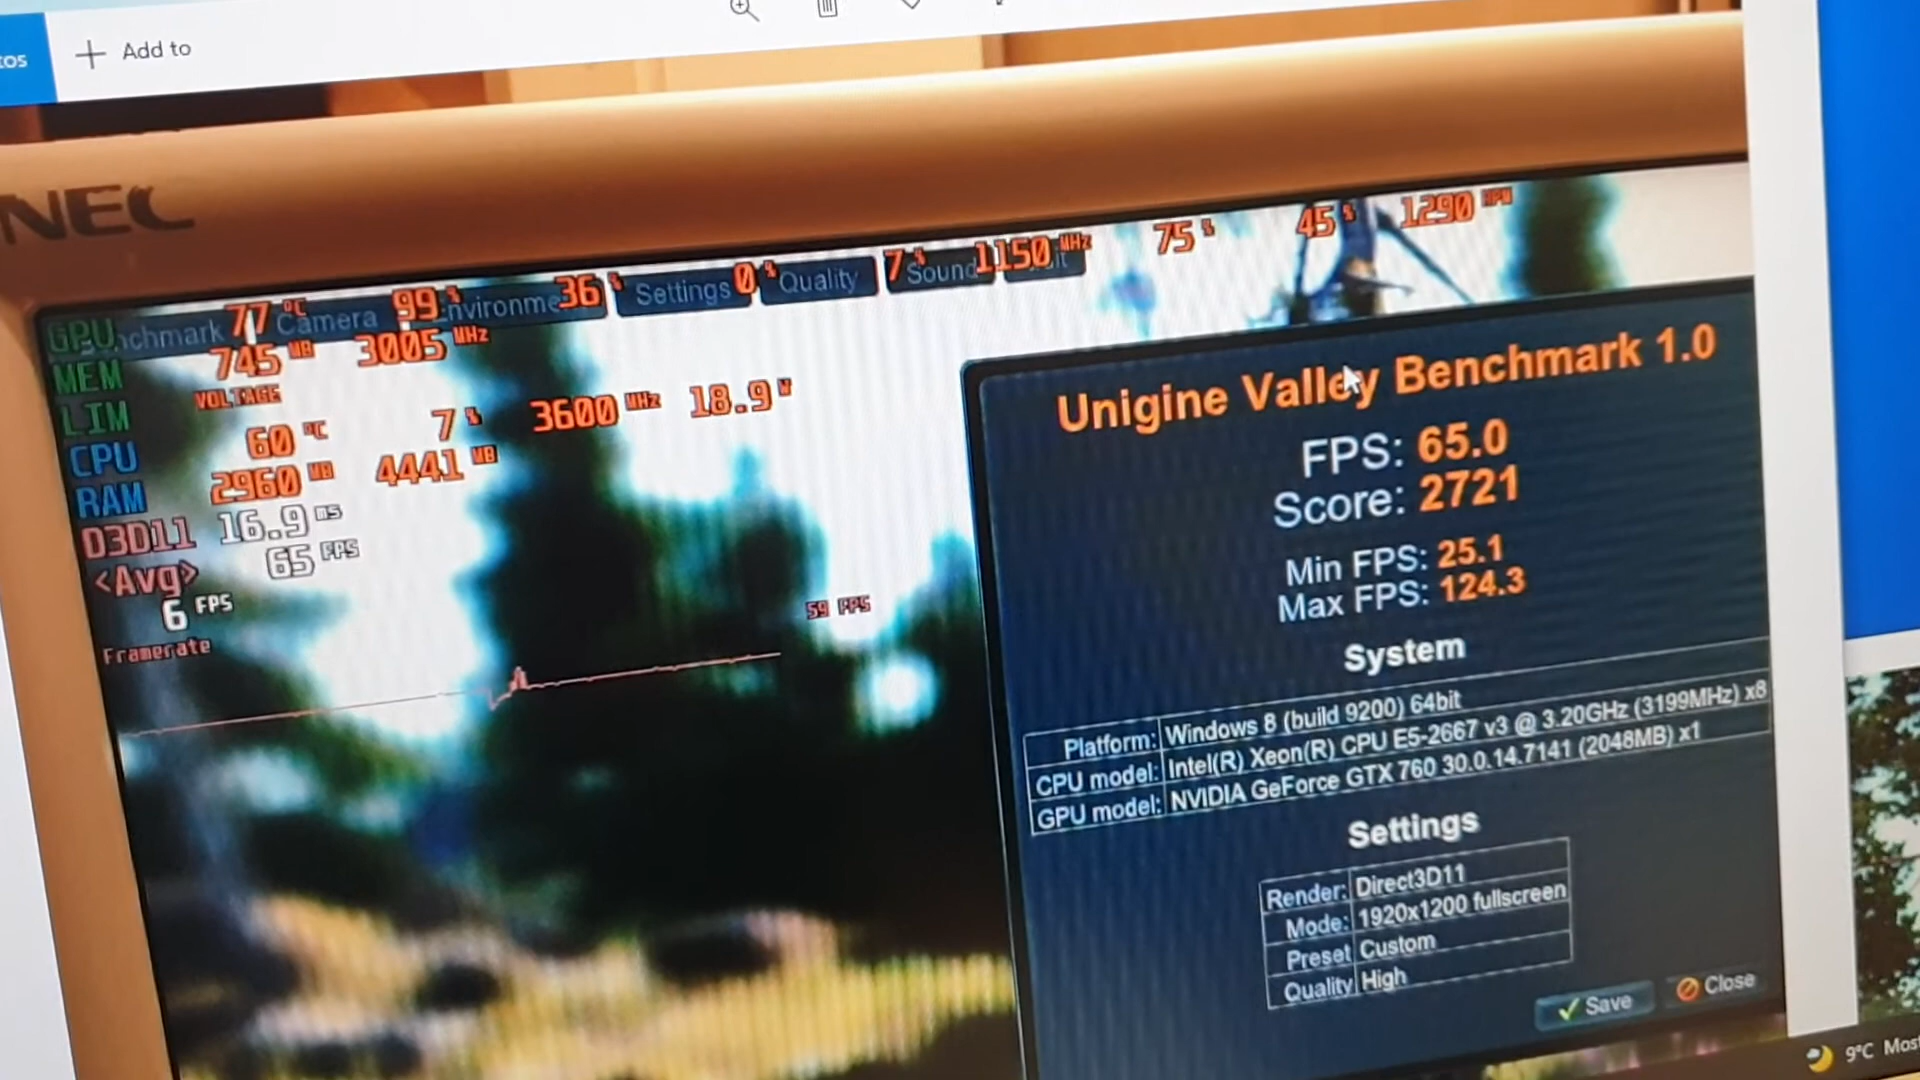 Add to
NEC
GPU 77 °C 99 % 36 % 0 % 7 % 1150 MHz 75 % 45 % 1290 RPM
Camera Settings Quality Sound
MEM 745 MB 3005 MHz
LIM VOLTAGE
CPU 60 °C 7 % 3600 MHz 18.9 W
RAM 2960 MB 4441 MB
D3D11 16.9 ms
<Avg> 65 FPS
6 FPS
Framerate
59 FPS
Unigine Valley Benchmark 1.0
FPS: 65.0
Score: 2721
Min FPS: 25.1
Max FPS: 124.3
System
Platform: Windows 8 (build 9200) 64bit
CPU model: Intel(R) Xeon(R) CPU E5-2667 v3 @ 3.20GHz (3199MHz) x8
GPU model: NVIDIA GeForce GTX 760 30.0.14.7141 (2048MB) x1
Settings
Render: Direct3D11
Mode: 1920x1200 fullscreen
Preset Custom
Quality High
Save Close
9°C